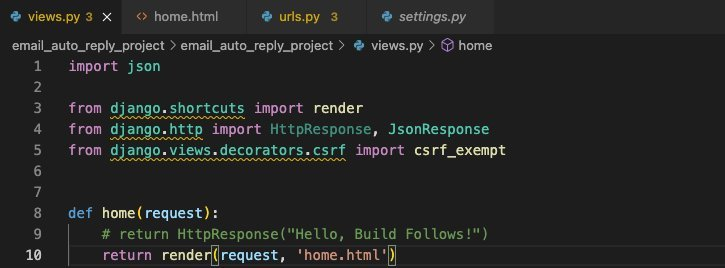 views.py 3 × <> home.html urls.py 3 settings.py
email_auto_reply_project > email_auto_reply_project > views.py > home
1 import json
2
3 from django.shortcuts import render
4 from django.http import HttpResponse, JsonResponse
5 from django.views.decorators.csrf import csrf_exempt
6
7
8 def home(request):
9     # return HttpResponse("Hello, Build Follows!")
10     return render(request, 'home.html')